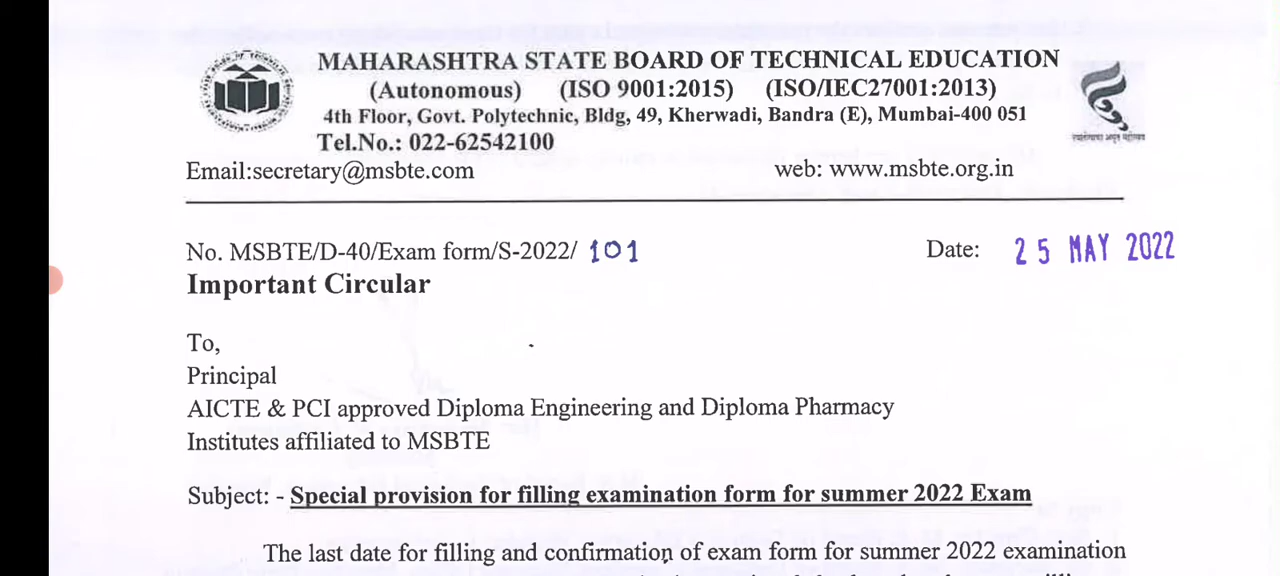 MAHARASHTRA STATE BOARD OF TECHNICAL EDUCATION
(Autonomous) (ISO 9001:2015) (ISO/IEC27001:2013)
4th Floor, Govt. Polytechnic, Bldg, 49, Kherwadi, Bandra (E), Mumbai-400 051
Tel.No.: 022-62542100
Email:secretary@msbte.com web: www.msbte.org.in
No. MSBTE/D-40/Exam form/S-2022/ 101 Date: 25 MAY 2022
Important Circular
To,
Principal
AICTE & PCI approved Diploma Engineering and Diploma Pharmacy
Institutes affiliated to MSBTE
Subject: - Special provision for filling examination form for summer 2022 Exam
The last date for filling and confirmation of exam form for summer 2022 examination